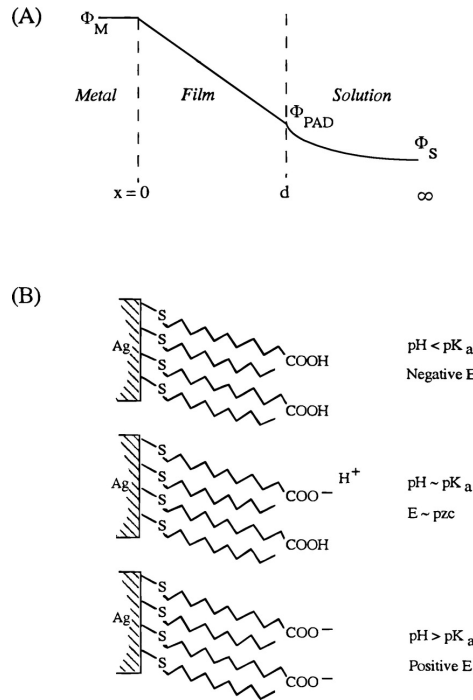 (A)
Φ_M
Metal
Film
Solution
Φ_PAD
Φ_S
x = 0
d
∞
(B)
S
Ag
S
S
S
COOH
COOH
pH < pK_a
Negative E
S
Ag
S
S
S
COO−
H+
COOH
pH ~ pK_a
E ~ pzc
S
Ag
S
S
S
COO−
COO−
pH > pK_a
Positive E